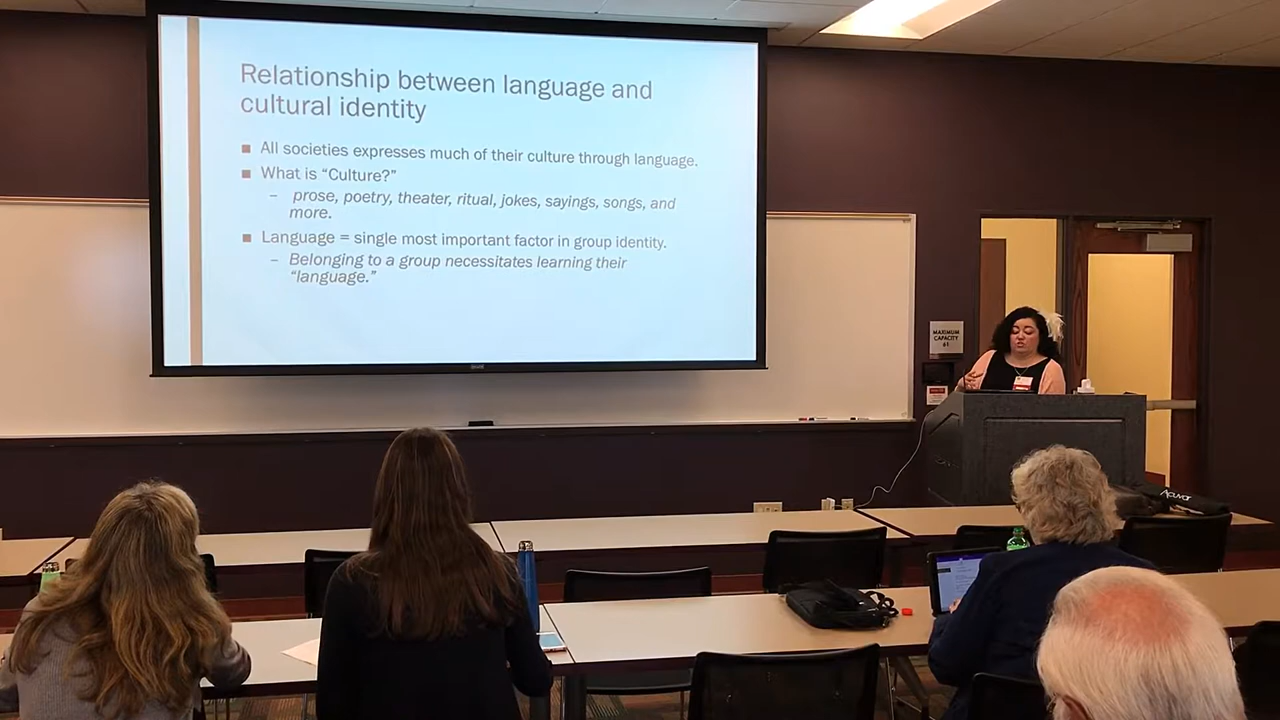 Relationship between language and
cultural identity
All societies expresses much of their culture through language.
What is “Culture?”
– prose, poetry, theater, ritual, jokes, sayings, songs, and
more.
Language = single most important factor in group identity.
– Belonging to a group necessitates learning their
“language.”
MAXIMUM
CAPACITY
61
Acuvar